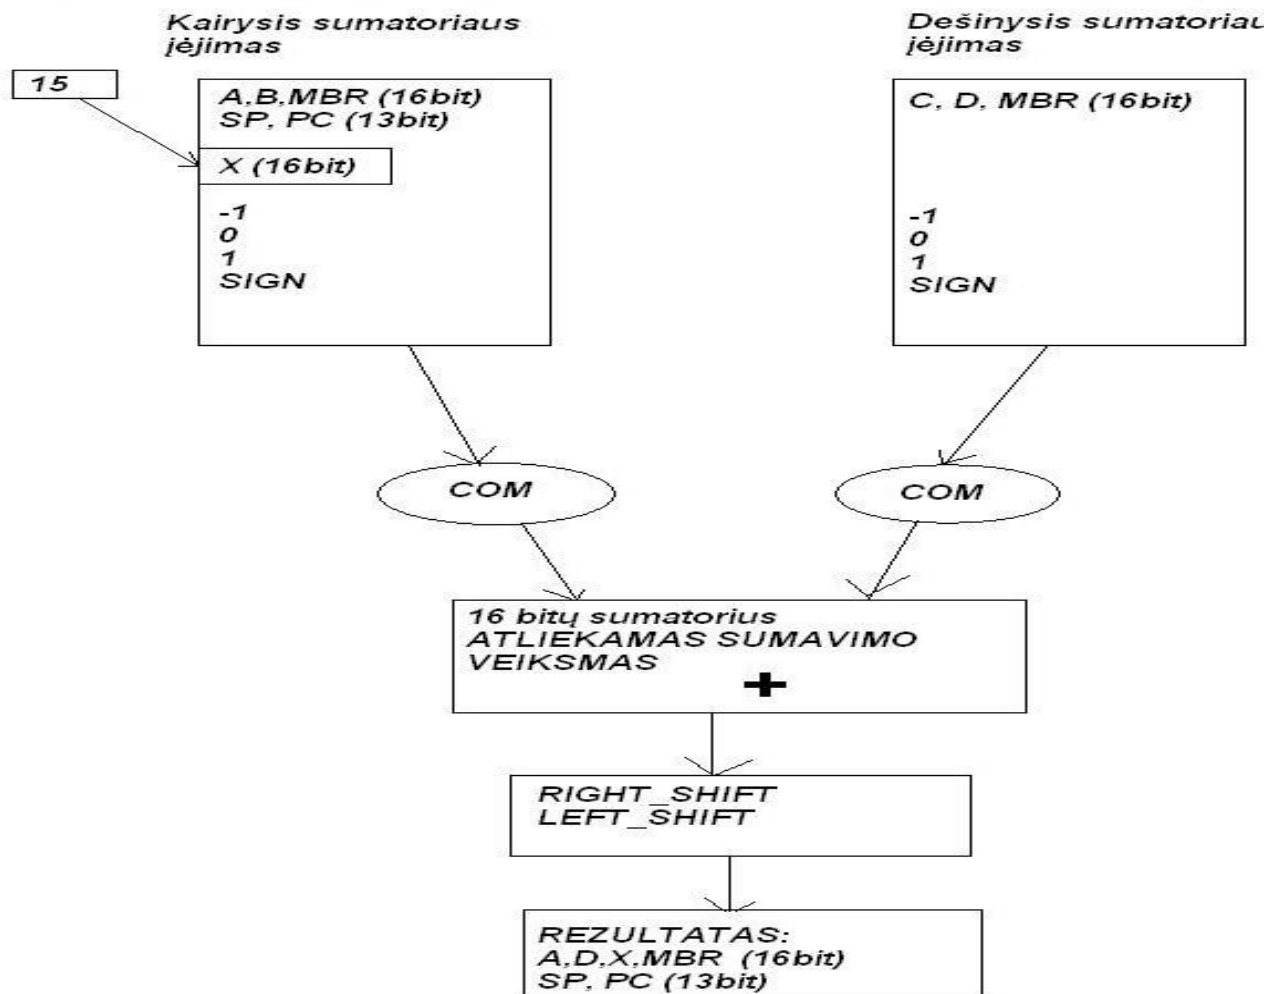 Kairysis sumatoriaus
įėjimas
Dešinysis sumatoriau
įėjimas
15
A,B,MBR (16bit)
SP, PC (13bit)
X (16bit)
-1
0
1
SIGN
C, D, MBR (16bit)
-1
0
1
SIGN
COM
COM
16 bitų sumatorius
ATLIEKAMAS SUMAVIMO
VEIKSMAS
+
RIGHT_SHIFT
LEFT_SHIFT
REZULTATAS:
A,D,X,MBR (16bit)
SP, PC (13bit)